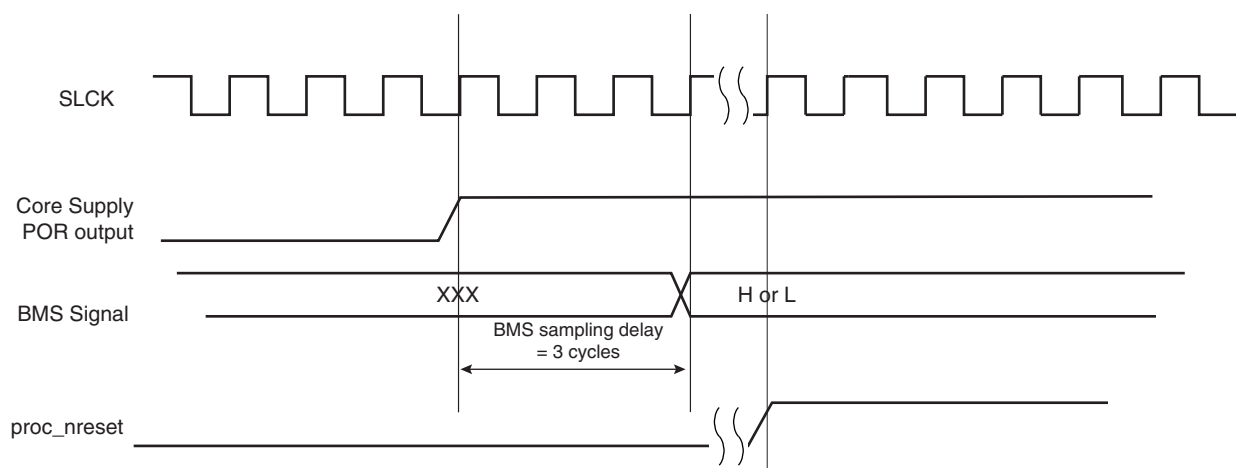 SLCK
Core Supply
POR output
BMS Signal
XXX
H or L
BMS sampling delay
= 3 cycles
proc_nreset